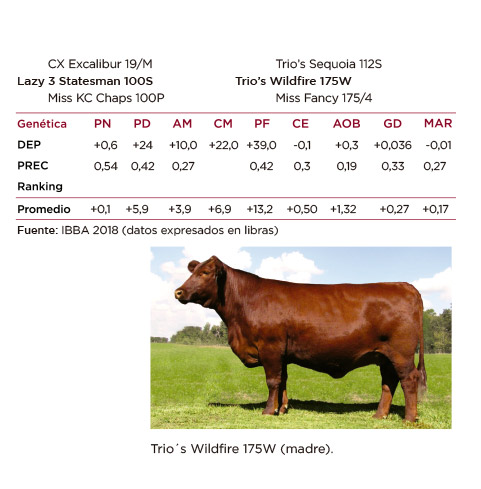 CX Excalibur 19/M Trio's Sequoia 112S
Lazy 3 Statesman 100S Trio's Wildfire 175W
Miss KC Chaps 100P Miss Fancy 175/4
Genética PN PD AM CM PF CE AOB GD MAR
DEP +0,6 +24 +10,0 +22,0 +39,0 -0,1 +0,3 +0,036 -0,01
PREC 0,54 0,42 0,27 0,42 0,3 0,19 0,33 0,27
Ranking
Promedio +0,1 +5,9 +3,9 +6,9 +13,2 +0,50 +1,32 +0,27 +0,17
Fuente: IBBA 2018 (datos expresados en libras)
Trio´s Wildfire 175W (madre).